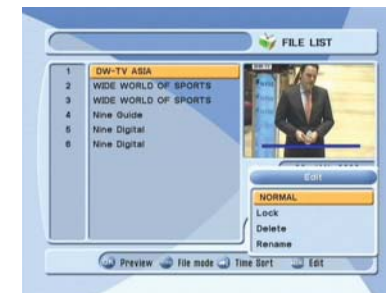 FILE LIST
1 DW-TV ASIA
2 WIDE WORLD OF SPORTS
3 WIDE WORLD OF SPORTS
4 Nine Guide
5 Nine Digital
6 Nine Digital
Edit
NORMAL
Lock
Delete
Rename
Preview File mode Time Sort Edit